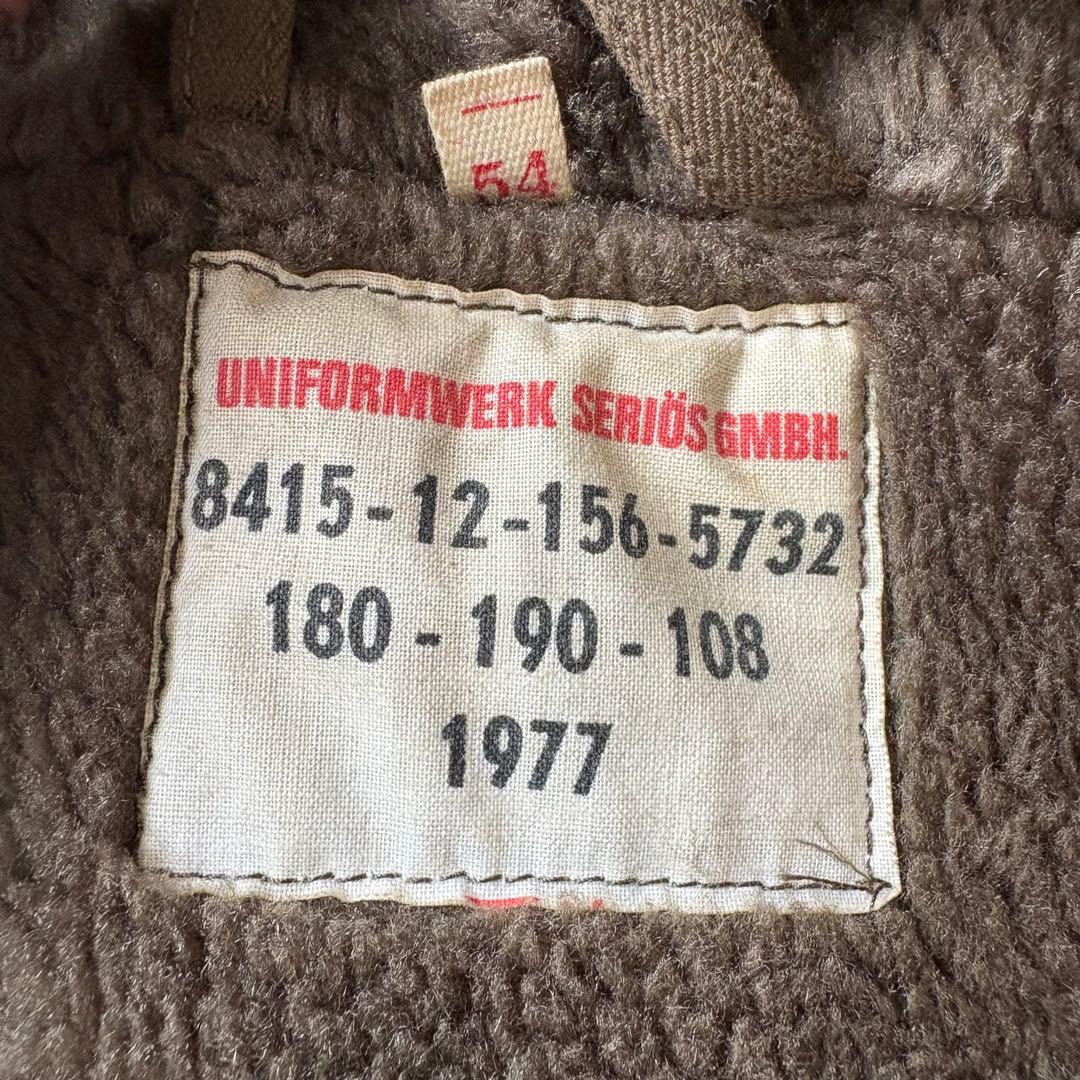 54
UNIFORMWERK SERIÖS GMBH.
8415-12-156-5732
180 - 190 - 108
1977